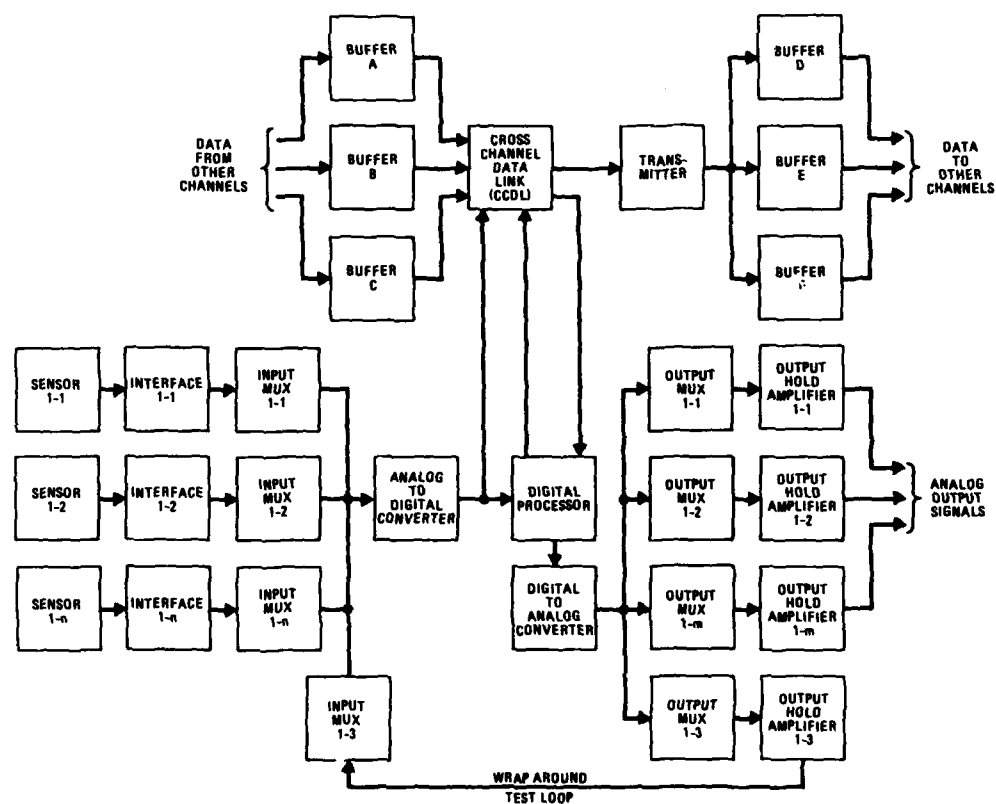 BUFFER
A
BUFFER
D
DATA
FROM
OTHER
CHANNELS
BUFFER
B
CROSS
CHANNEL
DATA
LINK
(CCDL)
TRANS-
MITTER
BUFFER
E
DATA
TO
OTHER
CHANNELS
BUFFER
C
BUFFER
SENSOR
1-1
INTERFACE
1-1
INPUT
MUX
1-1
OUTPUT
MUX
1-1
OUTPUT
HOLD
AMPLIFIER
1-1
SENSOR
1-2
INTERFACE
1-2
INPUT
MUX
1-2
ANALOG
TO
DIGITAL
CONVERTER
DIGITAL
PROCESSOR
OUTPUT
MUX
1-2
OUTPUT
HOLD
AMPLIFIER
1-2
ANALOG
OUTPUT
SIGNALS
SENSOR
1-n
INTERFACE
1-n
INPUT
MUX
1-n
DIGITAL
TO
ANALOG
CONVERTER
OUTPUT
MUX
1-m
OUTPUT
HOLD
AMPLIFIER
1-m
INPUT
MUX
1-3
OUTPUT
MUX
1-3
OUTPUT
HOLD
AMPLIFIER
1-3
WRAP AROUND
TEST LOOP